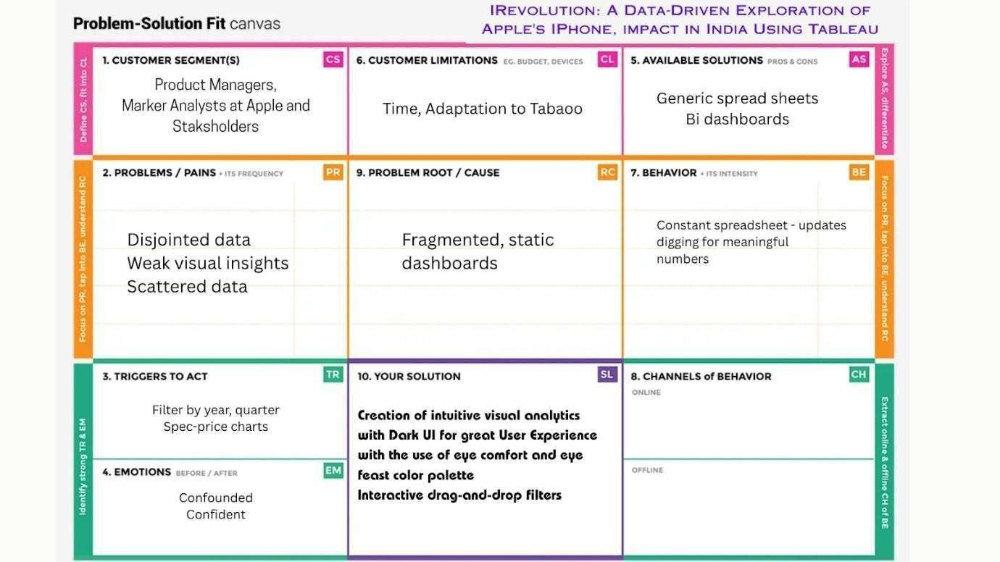 Problem-Solution Fit canvas
IRevolution: A Data-Driven Exploration of
Apple's IPhone, impact in India Using Tableau
Define CS, fit into CL
1. CUSTOMER SEGMENT(S) CS
Product Managers,
Marker Analysts at Apple and
Staksholders
6. CUSTOMER LIMITATIONS EG. BUDGET, DEVICES CL
Time, Adaptation to Tabaoo
5. AVAILABLE SOLUTIONS PROS & CONS AS
Generic spread sheets
Bi dashboards
Explore AS, differentiate
Focus on PR, tap into BE, understand RC
2. PROBLEMS / PAINS + ITS FREQUENCY PR
Disjointed data
Weak visual insights
Scattered data
9. PROBLEM ROOT / CAUSE RC
Fragmented, static
dashboards
7. BEHAVIOR + ITS INTENSITY BE
Constant spreadsheet - updates
digging for meaningful
numbers
Focus on PR, tap into BE, understand RC
Identify strong TR & EM
3. TRIGGERS TO ACT TR
Filter by year, quarter
Spec-price charts
4. EMOTIONS BEFORE / AFTER EM
Confounded
Confident
10. YOUR SOLUTION SL
Creation of intuitive visual analytics
with Dark UI for great User Experience
with the use of eye comfort and eye
feast color palette
Interactive drag-and-drop filters
8. CHANNELS of BEHAVIOR CH
ONLINE
OFFLINE
Extract online & offline CH of BE